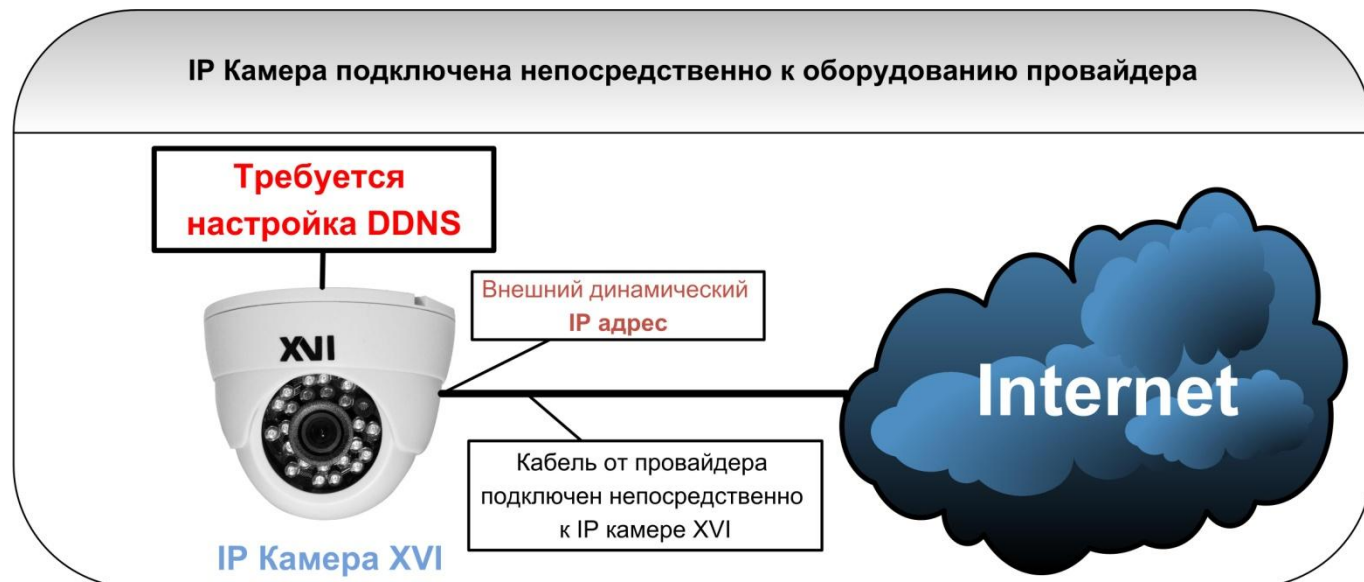 IP Камера подключена непосредственно к оборудованию провайдера
Требуется
настройка DDNS
Внешний динамический
IP адрес
XVI
Internet
Кабель от провайдера
подключен непосредственно
к IP камере XVI
IP Камера XVI